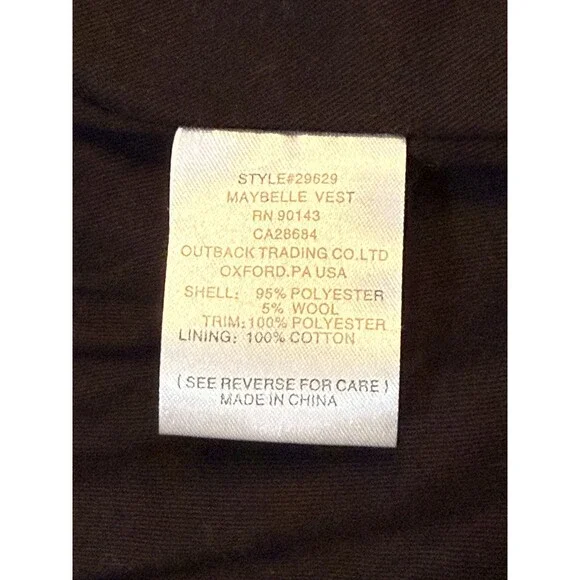 STYLE#29629
MAYBELLE VEST
RN 90143
CA28684
OUTBACK TRADING CO.LTD
OXFORD.PA USA
SHELL: 95% POLYESTER
5% WOOL
TRIM:100% POLYESTER
LINING: 100% COTTON
(SEE REVERSE FOR CARE)
MADE IN CHINA